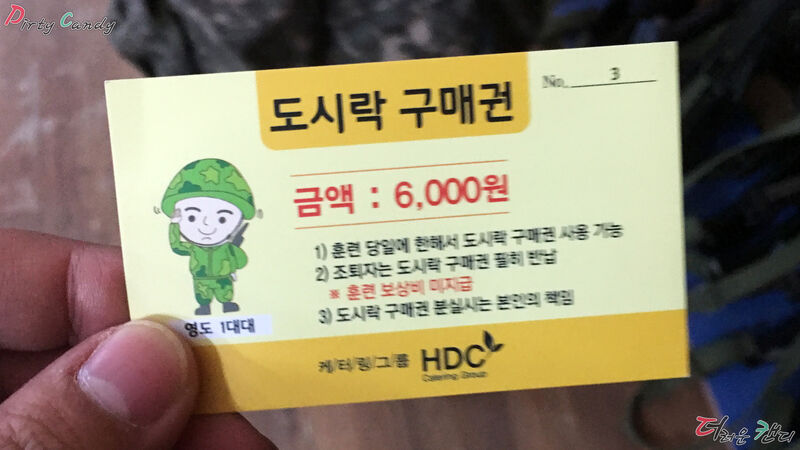 Dirty Candy
No. 3
도시락 구매권
금액 : 6,000원
1) 훈련 당일에 한해서 도시락 구매권 사용 가능
2) 조퇴자는 도시락 구매권 필히 반납
※ 훈련 보상비 미지급
3) 도시락 구매권 분실시는 본인의 책임
영도 1대대
케/터/링/그/룹 HDC
Catering Group
더러운 캔디